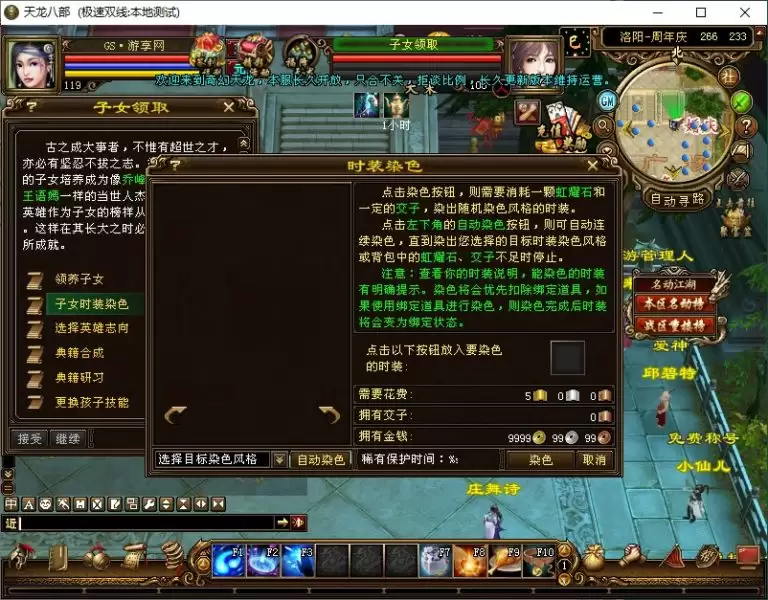 天龙八部 (极速双线:本地测试)
GS·游享网
子女领取
洛阳-周年庆 266 233
北
欢迎来到高幻天龙,本服长久开放,只合不关,拒谈比例,长久更新版本维持运营。
119
108
1小时
GM
自动寻路
子女领取
古之成大事者,不惟有超世之才,
亦必有坚忍不拔之志。
的子女培养成为像乔峰
王语嫣一样的当世人杰
英雄作为子女的榜样从
。这样在其长大之时必
所成就。
领养子女
子女时装染色
选择英雄志向
典籍合成
典籍研习
更换孩子技能
接受
继续
时装染色
点击染色按钮,则需要消耗一颗虹耀石和
一定的交子,染出随机染色风格的时装。
点击左下角的自动染色按钮,则可自动连
续染色,直到染出您选择的目标时装染色风格
或背包中的虹耀石、交子不足时停止。
注意:查看你的时装说明,能染色的时装
有明确提示。染色将会优先扣除绑定道具,如
果使用绑定道具进行染色,则染色完成后时装
将会变为绑定状态。
点击以下按钮放入要染色
的时装:
需要花费: 5 0 0
拥有交子: 0
拥有金钱: 9999 99 99
选择目标染色风格
自动染色
稀有保护时间:%:
染色
取消
游管理人
名动江湖
本区名动榜
战区重楼榜
爱神
邱碧特
免费称号
小仙儿
庄舞诗
近
F1 F2 F3 F7 F8 F9 F10
1